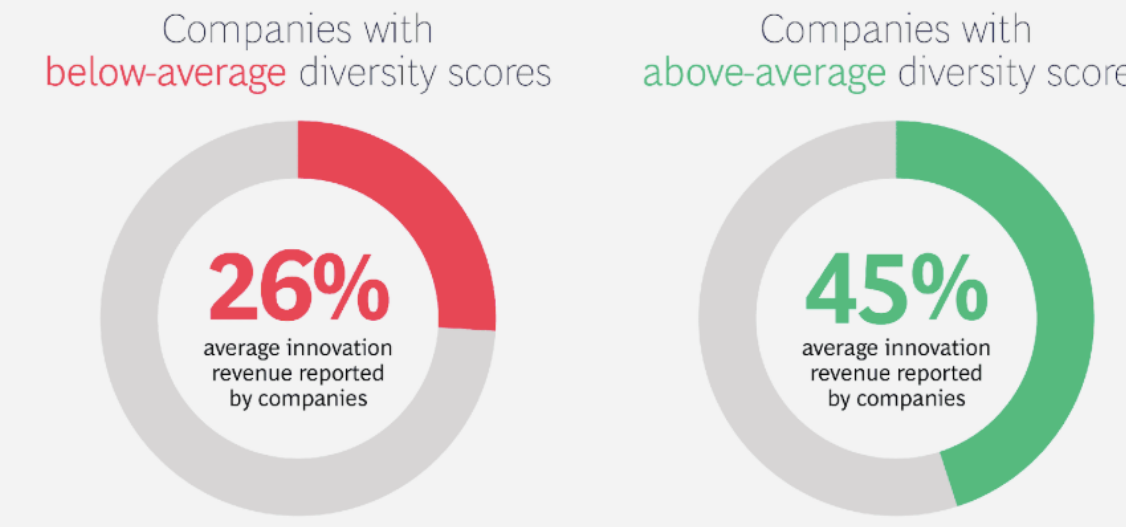 Companies with
below-average diversity scores
26%
average innovation
revenue reported
by companies
Companies with
above-average diversity score
45%
average innovation
revenue reported
by companies